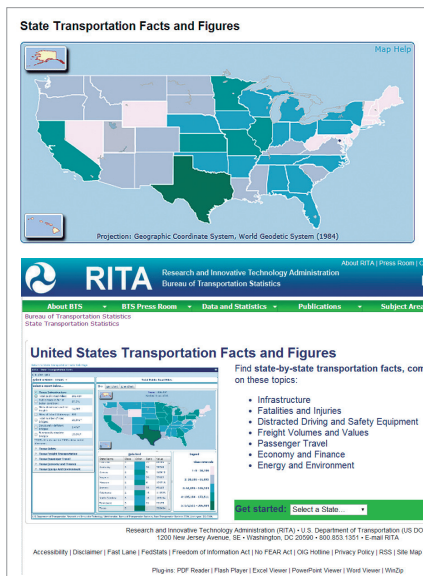 State Transportation Facts and Figures
Map Help
Projection: Geographic Coordinate System, World Geodetic System (1984)
About RITA | Press Room | C
RITA
Research and Innovative Technology Administration
Bureau of Transportation Statistics
About BTS
BTS Press Room
Data and Statistics
Publications
Subject Area
Bureau of Transportation Statistics
State Transportation Statistics
United States Transportation Facts and Figures
Find state-by-state transportation facts, com
on these topics:
• Infrastructure
• Fatalities and Injuries
• Distracted Driving and Safety Equipment
• Freight Volumes and Values
• Passenger Travel
• Economy and Finance
• Energy and Environment
Get started: Select a State...
Research and Innovative Technology Administration (RITA) • U.S. Department of Transportation (US DO
1200 New Jersey Avenue, SE • Washington, DC 20590 • 800.853.1351 • E-mail RITA
Accessibility | Disclaimer | Fast Lane | FedStats | Freedom of Information Act | No FEAR Act | OIG Hotline | Privacy Policy | RSS | Site Map
Plug-ins: PDF Reader | Flash Player | Excel Viewer | PowerPoint Viewer | Word Viewer | WinZip